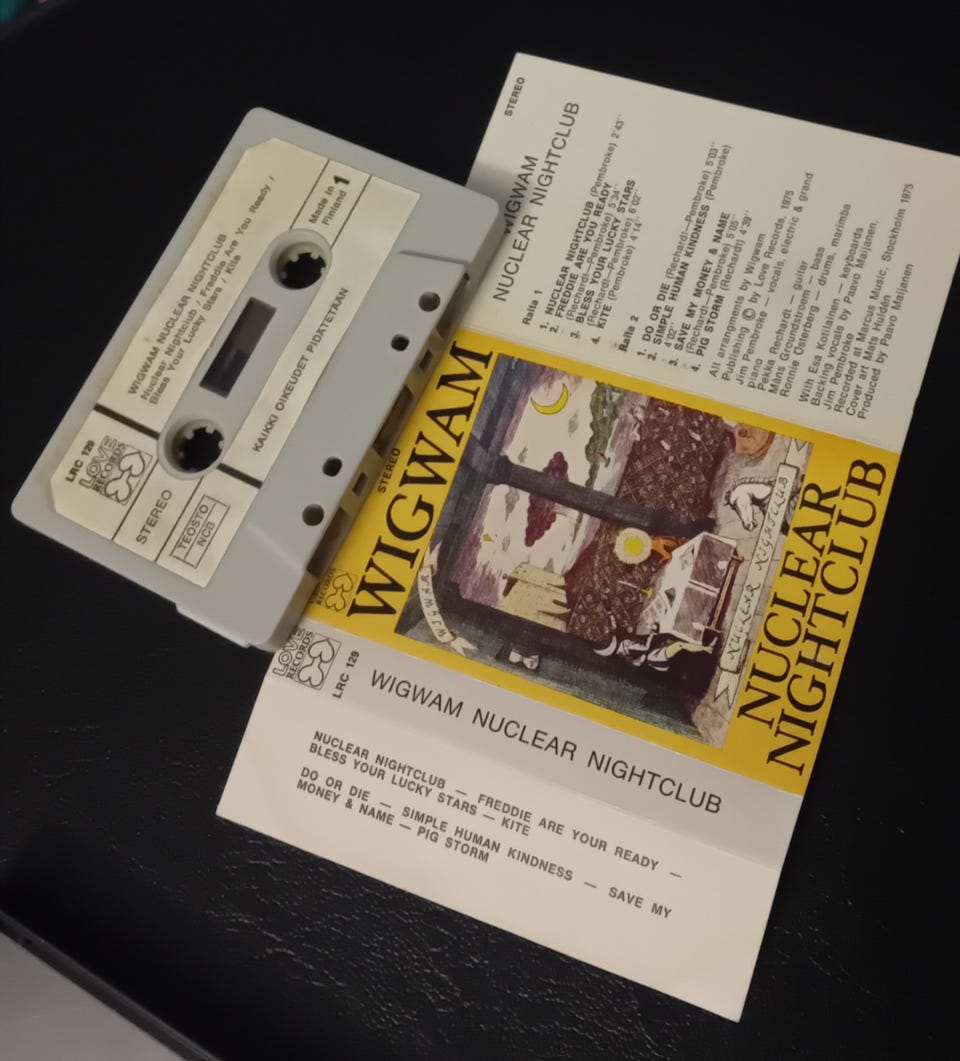 WIGWAM NUCLEAR NIGHTCLUB
Nuclear Nightclub / Freddie Are You Ready /
Bless Your Lucky Stars / Kite
Made in
Finland 1
LRC 129
LOVE
RECORDS
STEREO
TEOSTO
NCB
KAIKKI OIKEUDET PIDÄTETÄÄN
STEREO
WIGWAM
NUCLEAR NIGHTCLUB
Raita 1
1. NUCLEAR NIGHTCLUB (Pembroke) 2'43''
2. FREDDIE ARE YOU READY
(Rechardt—Pembroke) 5'34''
3. BLESS YOUR LUCKY STARS
(Rechardt—Pembroke) 6'02''
4. KITE (Pembroke) 4'14''
Raita 2
1. DO OR DIE (Rechardt—Pembroke) 5'03''
2. SIMPLE HUMAN KINDNESS (Pembroke)
4'02''
3. SAVE MY MONEY & NAME
(Rechardt—Pembroke) 5'05''
4. PIG STORM (Rechardt) 4'39''
All arrangments by Wigwam
Publishing © by Love Records, 1975
Jim Pembroke — vocals, electric & grand
piano
Pekka Rechardt — guitar
Måns Groundstroem — bass
Ronnie Österberg — drums, marimba
With Esa Kotilainen — keyboards
Backing vocals by Paavo Maijanen,
Jim Pembroke
Recorded at Marcus Music, Stockholm 1975
Cover art Mats Huldén
Produced by Paavo Maijanen
STEREO
WIGWAM
LOVE
RECORDS
WIGWAM
NUCLEAR NIGHTCLUB
NUCLEAR
NIGHTCLUB
LOVE
RECORDS
LRC 129
WIGWAM NUCLEAR NIGHTCLUB
NUCLEAR NIGHTCLUB — FREDDIE ARE YOUR READY —
BLESS YOUR LUCKY STARS — KITE
DO OR DIE — SIMPLE HUMAN KINDNESS — SAVE MY
MONEY & NAME — PIG STORM